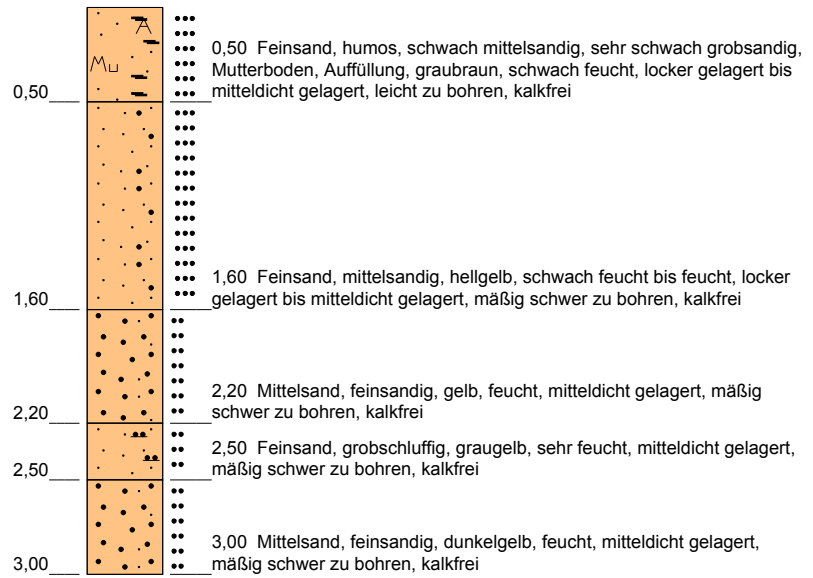 A
Mu
0,50 Feinsand, humos, schwach mittelsandig, sehr schwach grobsandig,
Mutterboden, Auffüllung, graubraun, schwach feucht, locker gelagert bis
mitteldicht gelagert, leicht zu bohren, kalkfrei
0,50
1,60 Feinsand, mittelsandig, hellgelb, schwach feucht bis feucht, locker
gelagert bis mitteldicht gelagert, mäßig schwer zu bohren, kalkfrei
1,60
2,20 Mittelsand, feinsandig, gelb, feucht, mitteldicht gelagert, mäßig
schwer zu bohren, kalkfrei
2,20
2,50 Feinsand, grobschluffig, graugelb, sehr feucht, mitteldicht gelagert,
mäßig schwer zu bohren, kalkfrei
2,50
3,00 Mittelsand, feinsandig, dunkelgelb, feucht, mitteldicht gelagert,
mäßig schwer zu bohren, kalkfrei
3,00